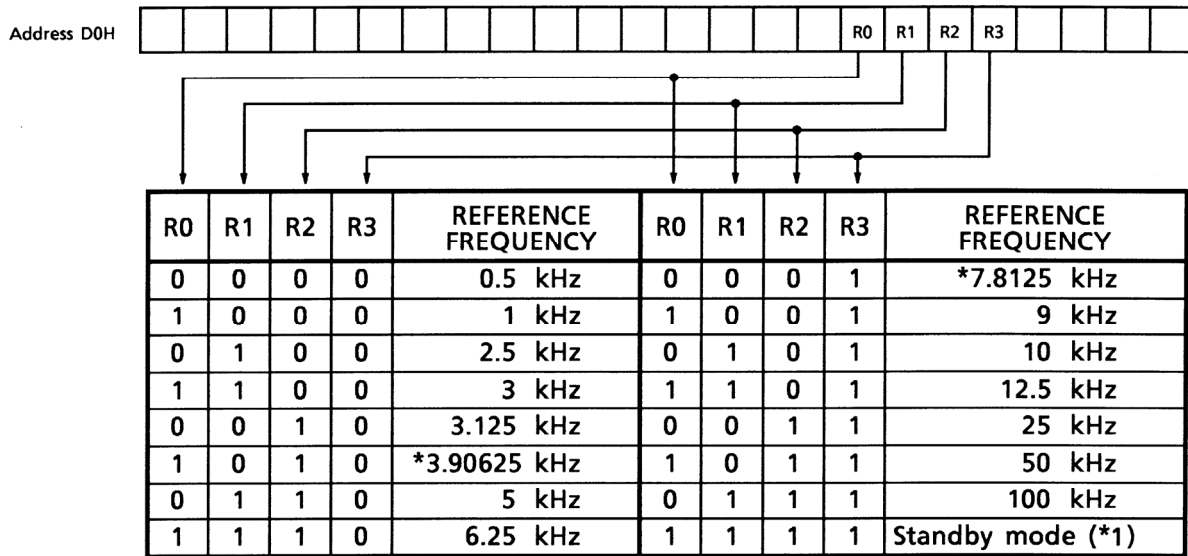 Address D0H R0 R1 R2 R3
R0 R1 R2 R3 REFERENCE FREQUENCY R0 R1 R2 R3 REFERENCE FREQUENCY
0 0 0 0 0.5 kHz 0 0 0 1 *7.8125 kHz
1 0 0 0 1 kHz 1 0 0 1 9 kHz
0 1 0 0 2.5 kHz 0 1 0 1 10 kHz
1 1 0 0 3 kHz 1 1 0 1 12.5 kHz
0 0 1 0 3.125 kHz 0 0 1 1 25 kHz
1 0 1 0 *3.90625 kHz 1 0 1 1 50 kHz
0 1 1 0 5 kHz 0 1 1 1 100 kHz
1 1 1 0 6.25 kHz 1 1 1 1 Standby mode (*1)